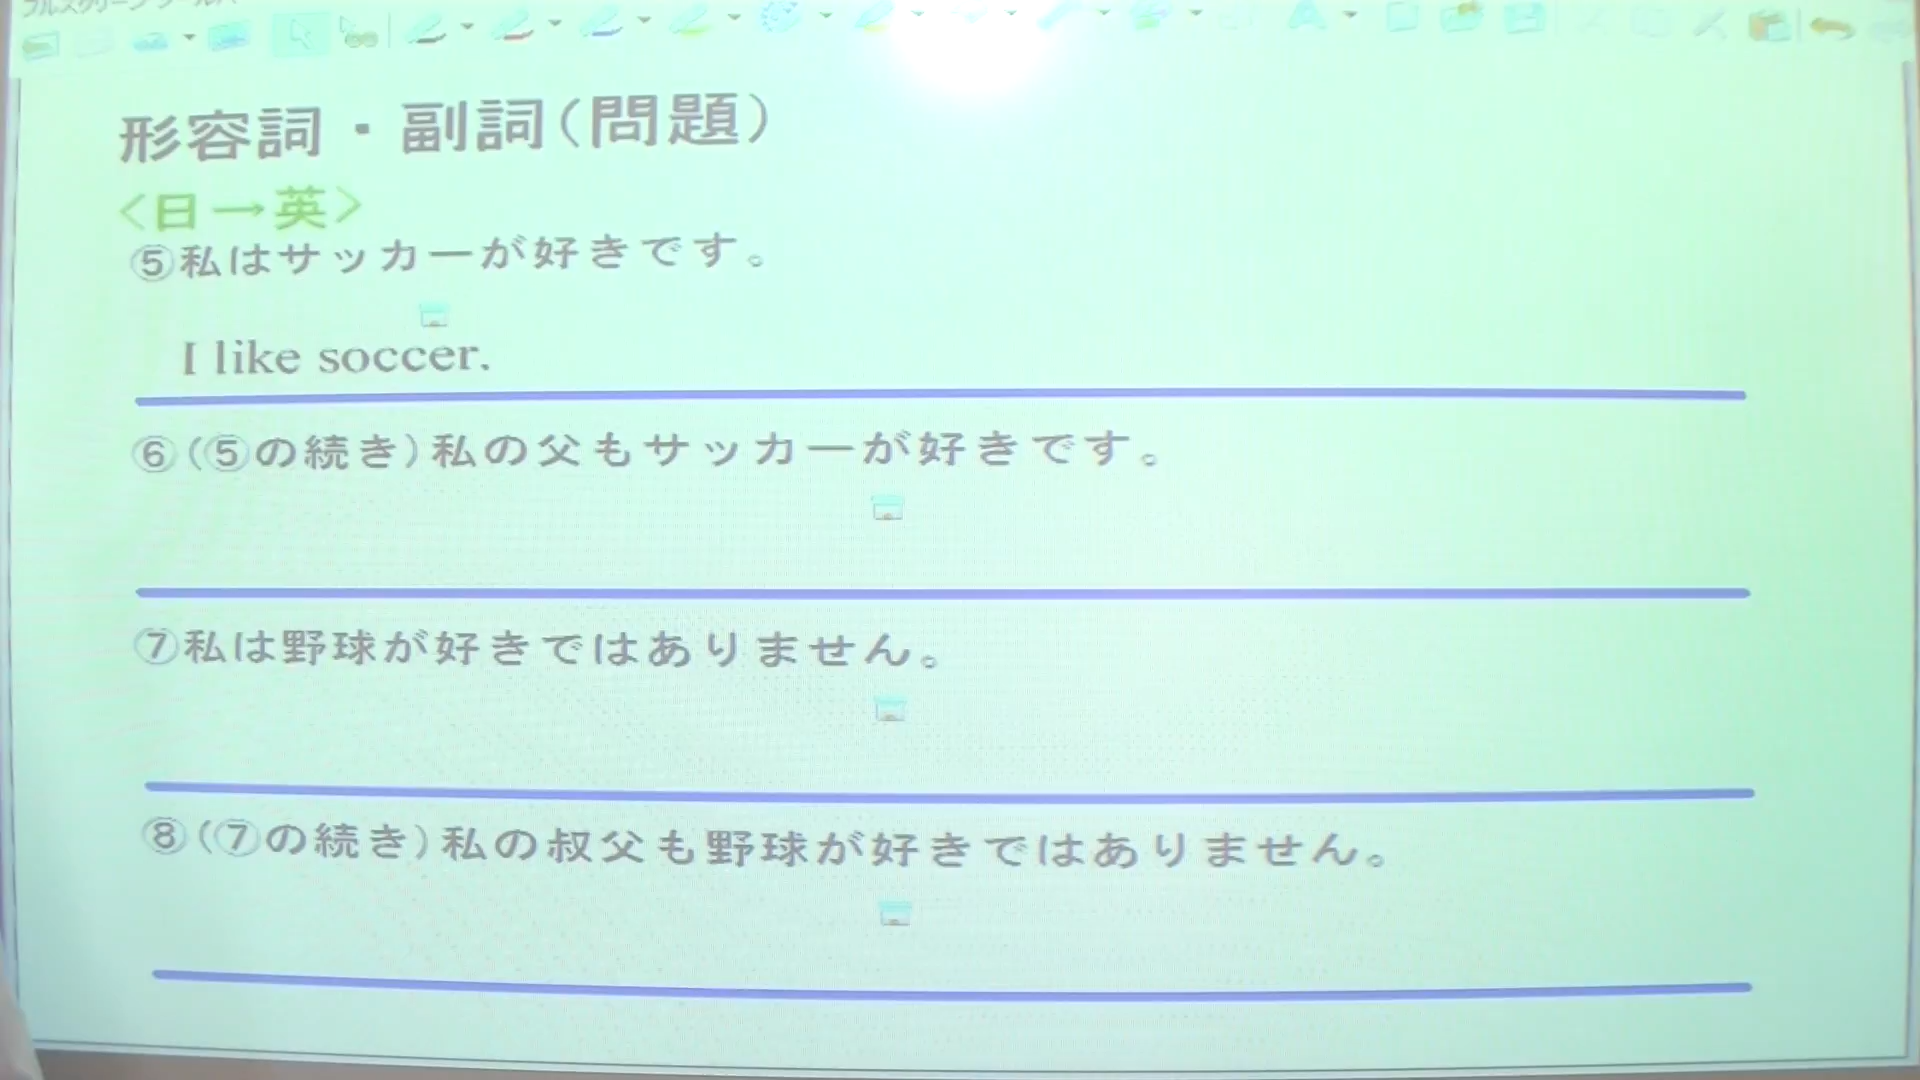 形容詞・副詞(問題)
<日→英>
⑤私はサッカーが好きです。
I like soccer.
⑥(⑤の続き)私の父もサッカーが好きです。
⑦私は野球が好きではありません。
⑧(⑦の続き)私の叔父も野球が好きではありません。